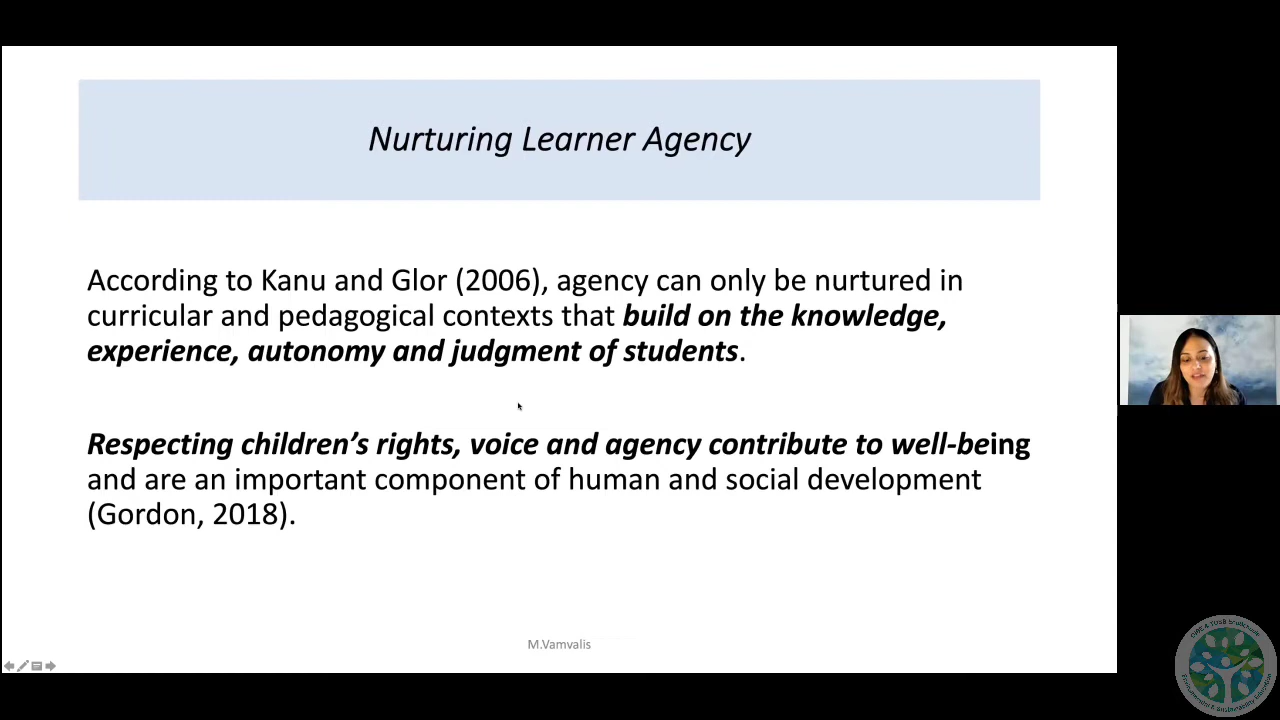 Nurturing Learner Agency
According to Kanu and Glor (2006), agency can only be nurtured in
curricular and pedagogical contexts that build on the knowledge,
experience, autonomy and judgment of students.
Respecting children’s rights, voice and agency contribute to well-being
and are an important component of human and social development
(Gordon, 2018).
M.Vamvalis